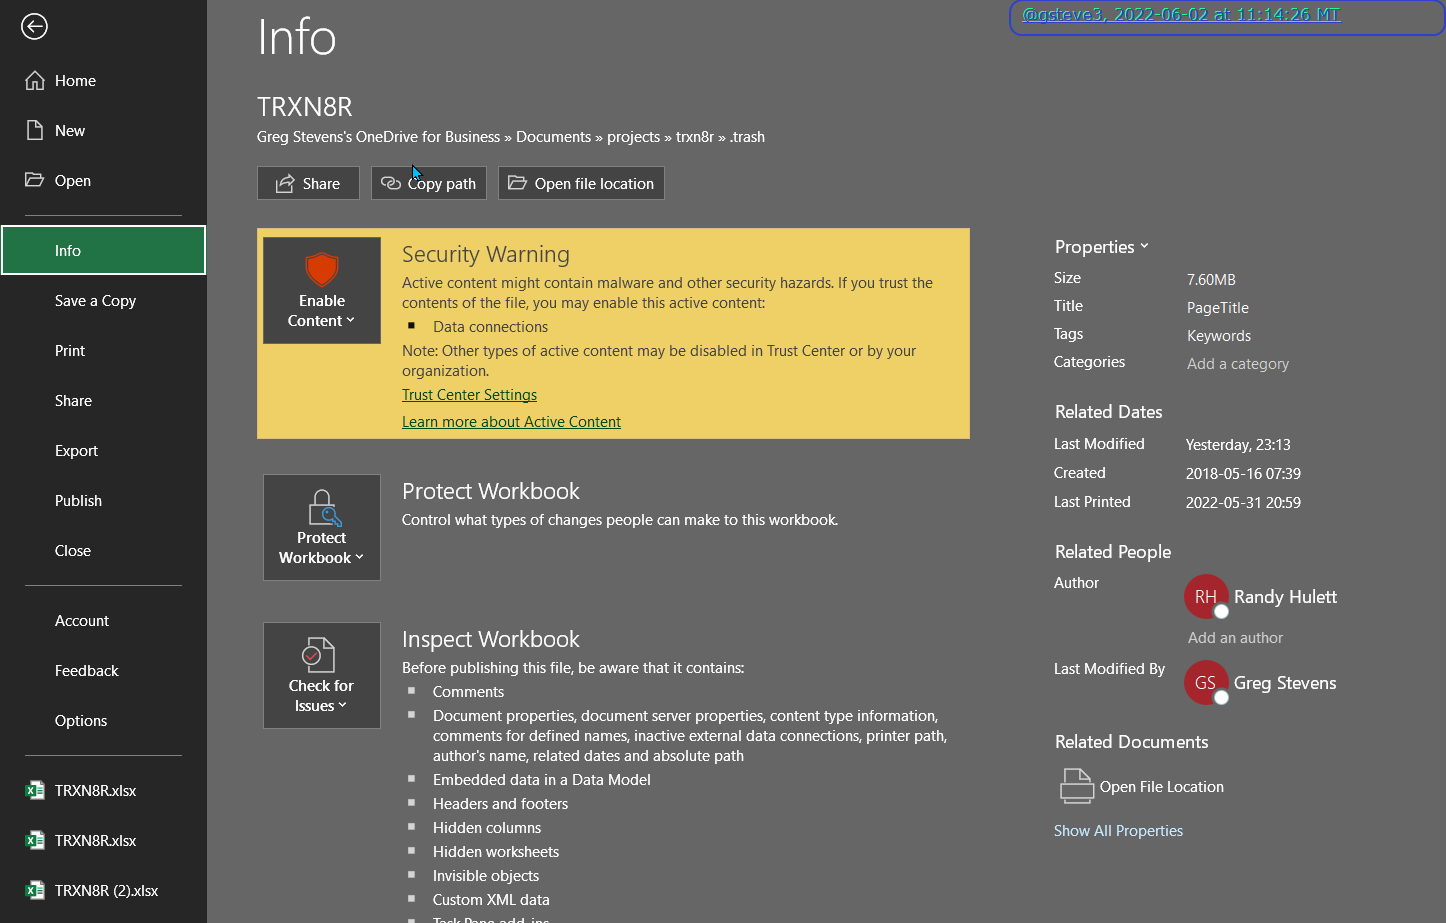 @gsteve3, 2022-06-02 at 11:14:26 MT
Info
Home
New
Open
Info
Save a Copy
Print
Share
Export
Publish
Close
Account
Feedback
Options
TRXN8R.xlsx
TRXN8R.xlsx
TRXN8R (2).xlsx
TRXN8R
Greg Stevens's OneDrive for Business » Documents » projects » trxn8r » .trash
Share
Copy path
Open file location
Enable
Content
Security Warning
Active content might contain malware and other security hazards. If you trust the
contents of the file, you may enable this active content:
Data connections
Note: Other types of active content may be disabled in Trust Center or by your
organization.
Trust Center Settings
Learn more about Active Content
Protect
Workbook
Protect Workbook
Control what types of changes people can make to this workbook.
Check for
Issues
Inspect Workbook
Before publishing this file, be aware that it contains:
Comments
Document properties, document server properties, content type information,
comments for defined names, inactive external data connections, printer path,
author's name, related dates and absolute path
Embedded data in a Data Model
Headers and footers
Hidden columns
Hidden worksheets
Invisible objects
Custom XML data
Task Pane add-ins
Properties
Size 7.60MB
Title PageTitle
Tags Keywords
Categories Add a category
Related Dates
Last Modified Yesterday, 23:13
Created 2018-05-16 07:39
Last Printed 2022-05-31 20:59
Related People
Author RH Randy Hulett
Add an author
Last Modified By GS Greg Stevens
Related Documents
Open File Location
Show All Properties